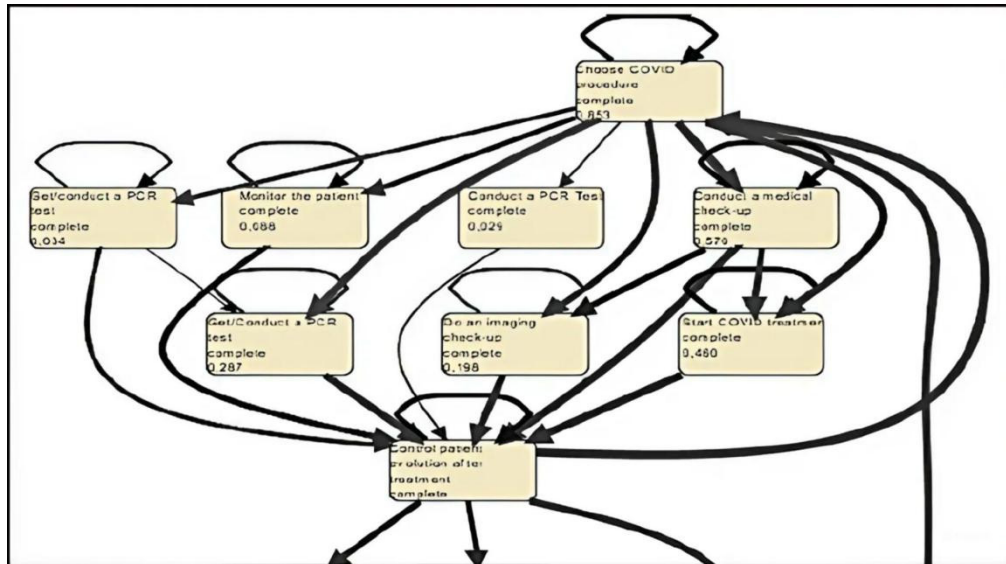 Choose COVID
procedure
complete
0,853
Get/conduct a PCR
test
complete
0,034
Monitor the patient
complete
0,088
Conduct a PCR Test
complete
0,029
Conduct a medical
check-up
complete
0,579
Get/Conduct a PCR
test
complete
0,287
Do an imaging
check-up
complete
0,198
Start COVID treatmen
complete
0,460
Control patient
evolution after
treatment
complete